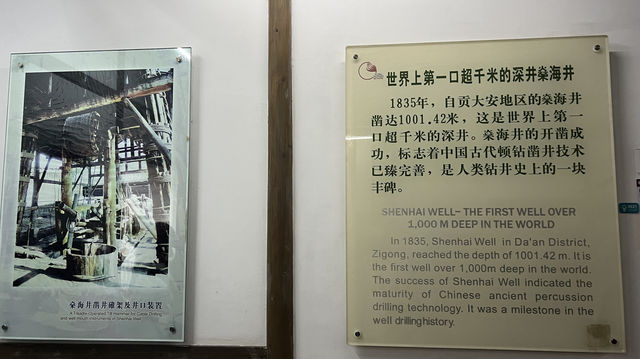 燊海井凿井碓架及井口装置
世界上第一口超千米的深井燊海井
1835年，自贡大安地区的燊海井
凿达1001.42米，这是世界上第一
口超千米的深井。燊海井的开凿成
功，标志着中国古代顿钻凿井技术
已臻完善，是人类钻井史上的一块
丰碑。
SHENHAI WELL- THE FIRST WELL OVER
1,000 M DEEP IN THE WORLD
In 1835, Shenhai Well in Da'an District,
Zigong, reached the depth of 1001.42 m. It is
the first well over 1,000m deep in the world.
The success of Shenhai Well indicated the
maturity of Chinese ancient percussion
drilling technology. It was a milestone in the
well drillinghistory.